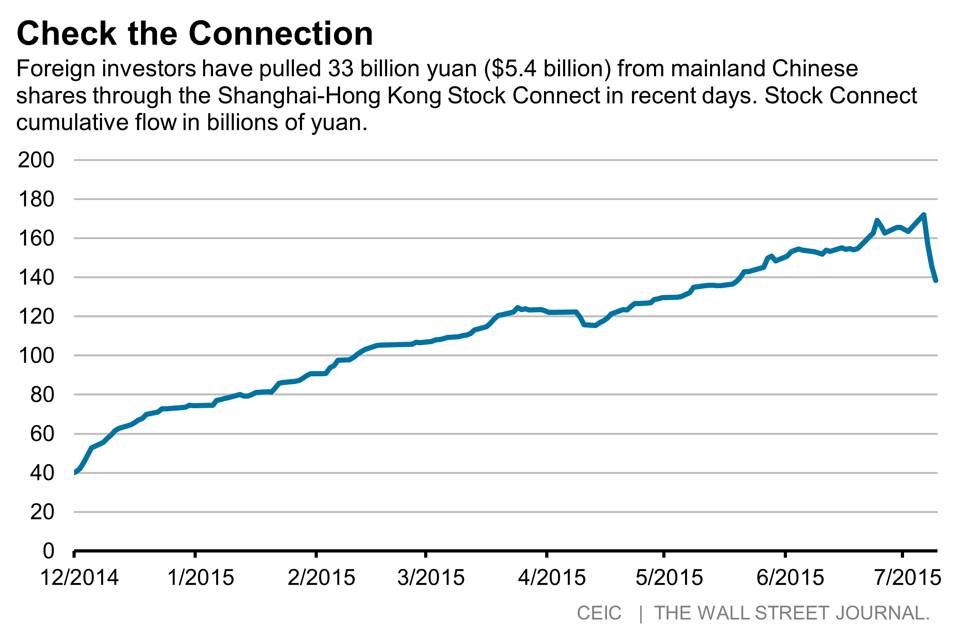 Check the Connection
Foreign investors have pulled 33 billion yuan ($5.4 billion) from mainland Chinese
shares through the Shanghai-Hong Kong Stock Connect in recent days. Stock Connect
cumulative flow in billions of yuan.
200
180
160
140
120
100
80
60
40
20
0
12/2014 1/2015 2/2015 3/2015 4/2015 5/2015 6/2015 7/2015
CEIC | THE WALL STREET JOURNAL.